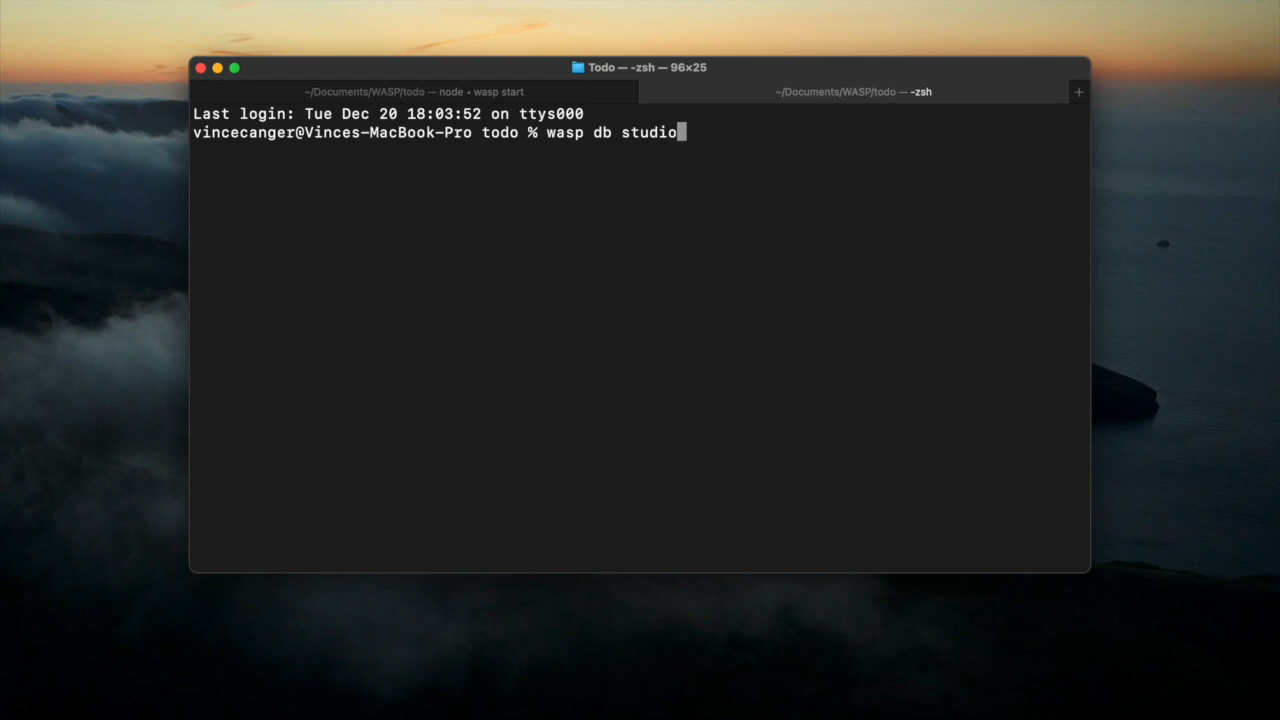 Todo — -zsh — 96×25
~/Documents/WASP/todo — node • wasp start
~/Documents/WASP/todo — -zsh
Last login: Tue Dec 20 18:03:52 on ttys000
vincecanger@Vinces-MacBook-Pro todo % wasp db studio